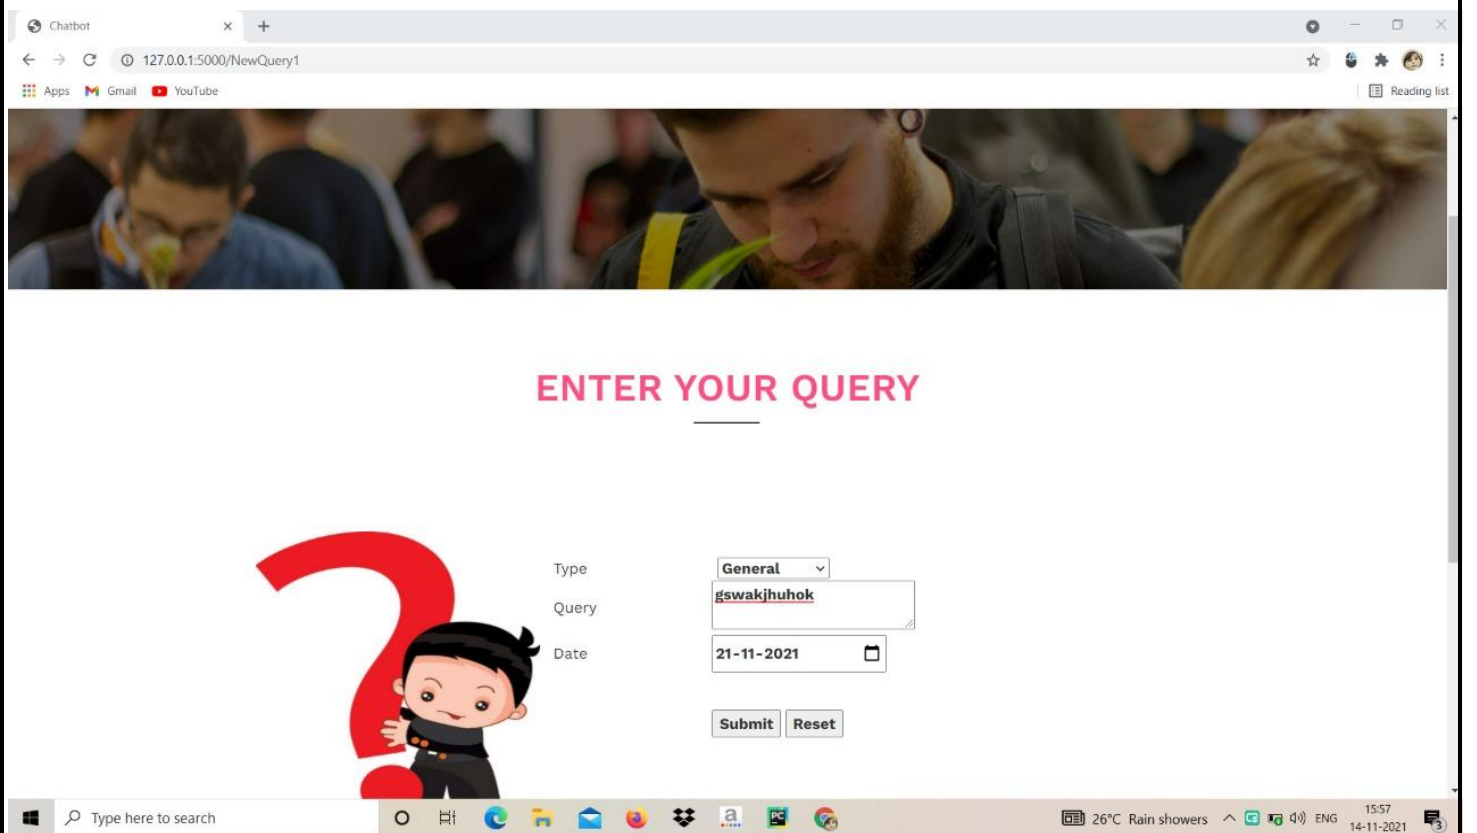 Chatbot
127.0.0.1:5000/NewQuery1
Apps Gmail YouTube Reading list
ENTER YOUR QUERY
Type General
Query gswakjhuhok
Date 21-11-2021
Submit Reset
Type here to search a PC 26°C Rain showers ENG 15:57
14-11-2021 3